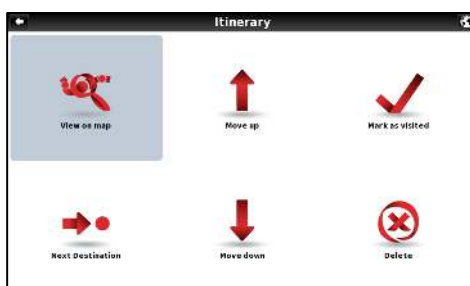 Itinerary
View on map
Move up
Mark as visited
Next Destination
Move down
Delete